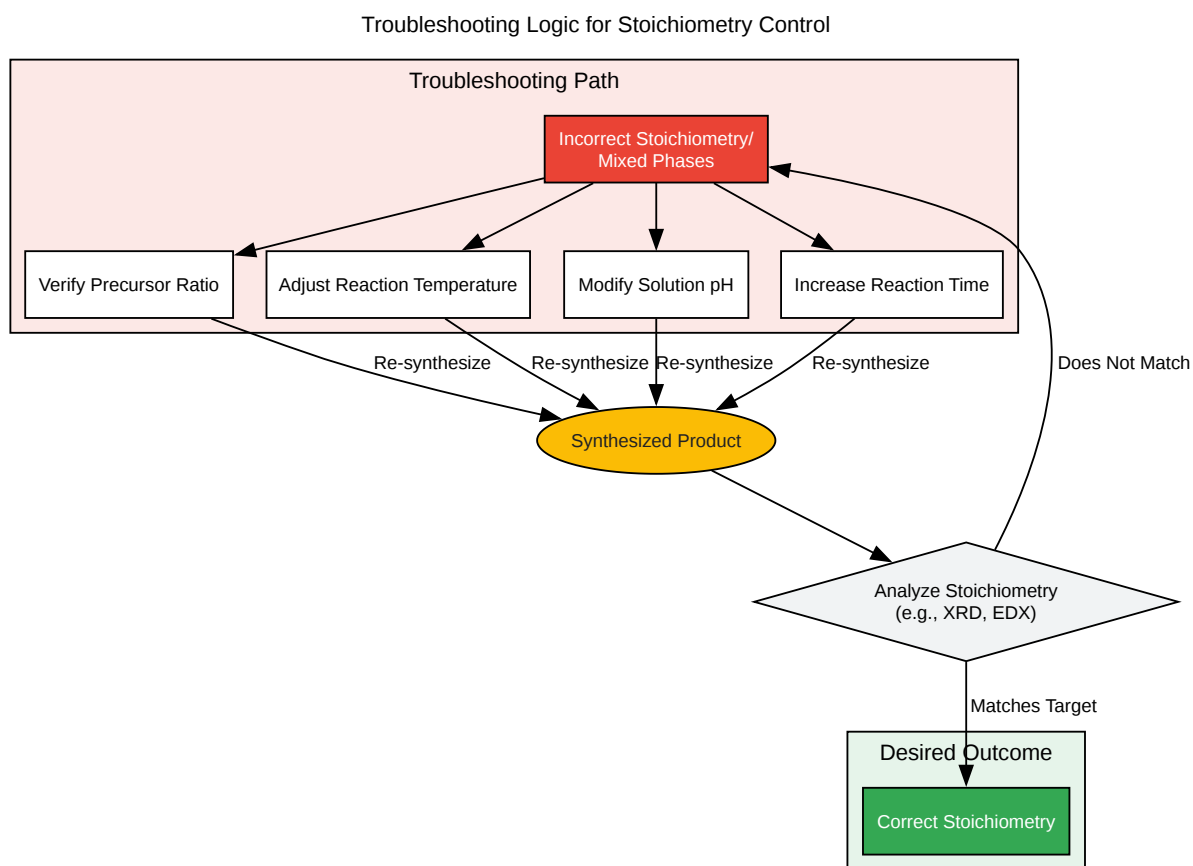 Troubleshooting Logic for Stoichiometry Control
Troubleshooting Path
Incorrect Stoichiometry/
Mixed Phases
Verify Precursor Ratio
Adjust Reaction Temperature
Modify Solution pH
Increase Reaction Time
Re-synthesize
Re-synthesize
Re-synthesize
Re-synthesize
Does Not Match
Synthesized Product
Analyze Stoichiometry
(e.g., XRD, EDX)
Matches Target
Desired Outcome
Correct Stoichiometry